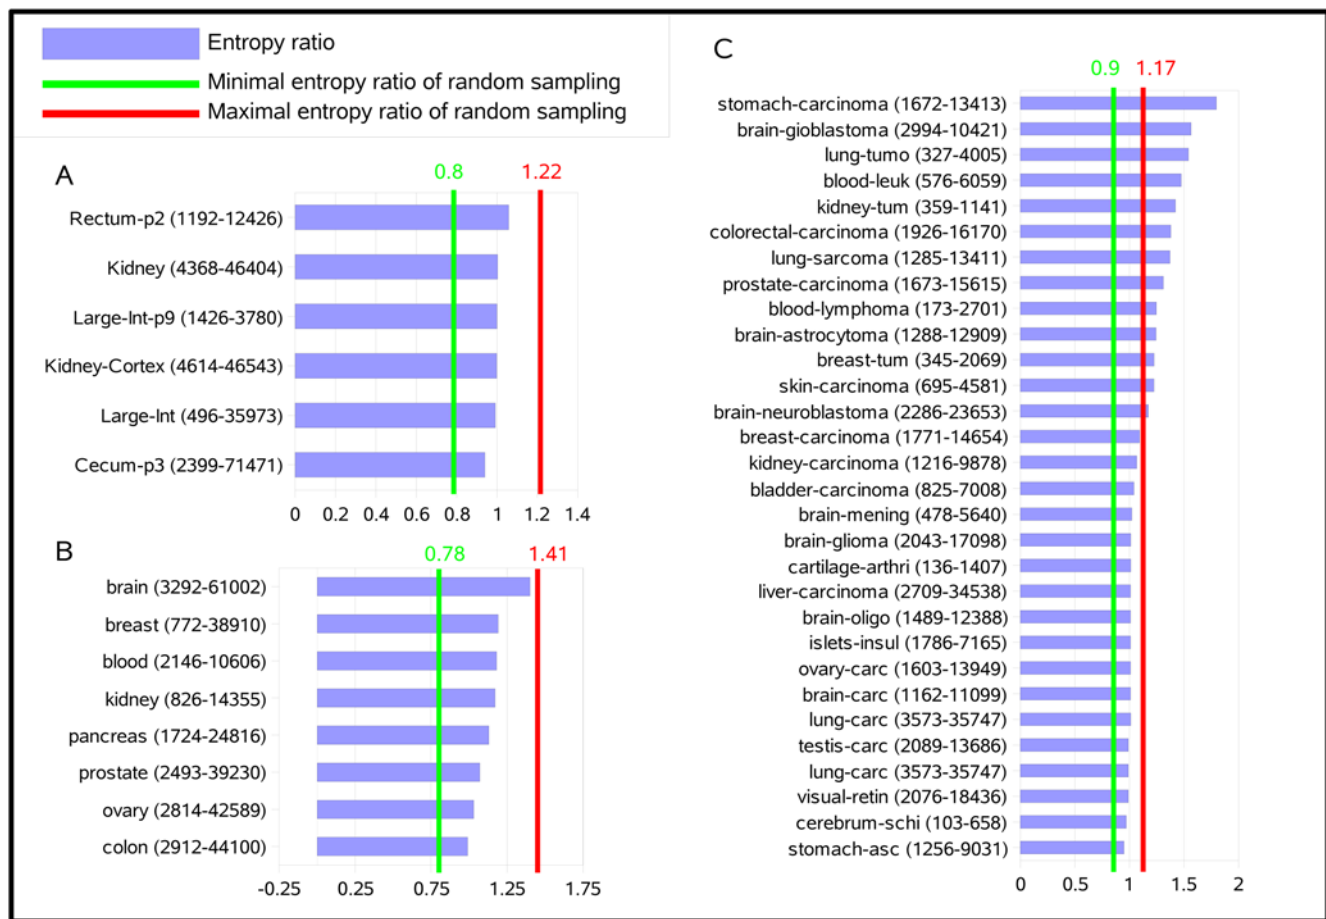 Entropy ratio
Minimal entropy ratio of random sampling
Maximal entropy ratio of random sampling
A
0.8 1.22
Rectum-p2 (1192-12426)
Kidney (4368-46404)
Large-Int-p9 (1426-3780)
Kidney-Cortex (4614-46543)
Large-Int (496-35973)
Cecum-p3 (2399-71471)
0 0.2 0.4 0.6 0.8 1 1.2 1.4
B
0.78 1.41
brain (3292-61002)
breast (772-38910)
blood (2146-10606)
kidney (826-14355)
pancreas (1724-24816)
prostate (2493-39230)
ovary (2814-42589)
colon (2912-44100)
-0.25 0.25 0.75 1.25 1.75
C
0.9 1.17
stomach-carcinoma (1672-13413)
brain-gioblastoma (2994-10421)
lung-tumo (327-4005)
blood-leuk (576-6059)
kidney-tum (359-1141)
colorectal-carcinoma (1926-16170)
lung-sarcoma (1285-13411)
prostate-carcinoma (1673-15615)
blood-lymphoma (173-2701)
brain-astrocytoma (1288-12909)
breast-tum (345-2069)
skin-carcinoma (695-4581)
brain-neuroblastoma (2286-23653)
breast-carcinoma (1771-14654)
kidney-carcinoma (1216-9878)
bladder-carcinoma (825-7008)
brain-mening (478-5640)
brain-glioma (2043-17098)
cartilage-arthri (136-1407)
liver-carcinoma (2709-34538)
brain-oligo (1489-12388)
islets-insul (1786-7165)
ovary-carc (1603-13949)
brain-carc (1162-11099)
lung-carc (3573-35747)
testis-carc (2089-13686)
lung-carc (3573-35747)
visual-retin (2076-18436)
cerebrum-schi (103-658)
stomach-asc (1256-9031)
0 0.5 1 1.5 2